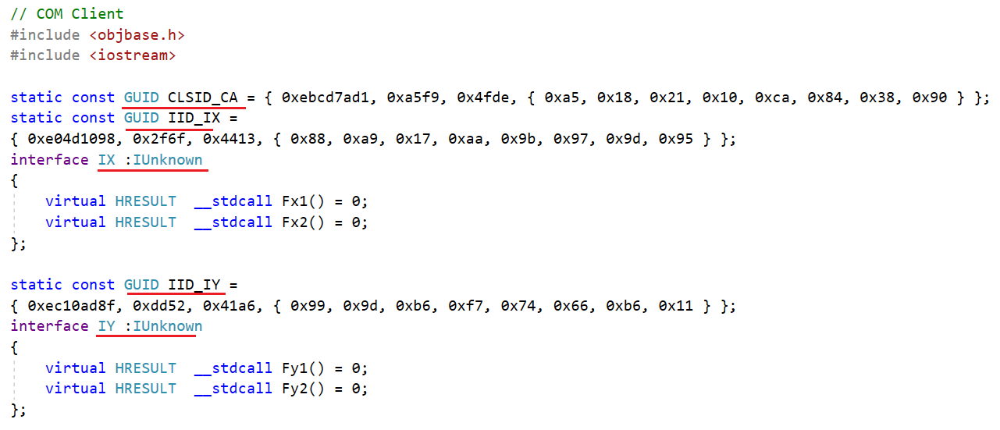 // COM Client
#include <objbase.h>
#include <iostream>
static const GUID CLSID_CA = { 0xebcd7ad1, 0xa5f9, 0x4fde, { 0xa5, 0x18, 0x21, 0x10, 0xca, 0x84, 0x38, 0x90 } };
static const GUID IID_IX =
{ 0xe04d1098, 0x2f6f, 0x4413, { 0x88, 0xa9, 0x17, 0xaa, 0x9b, 0x97, 0x9d, 0x95 } };
interface IX :IUnknown
{
    virtual HRESULT  __stdcall Fx1() = 0;
    virtual HRESULT  __stdcall Fx2() = 0;
};
static const GUID IID_IY =
{ 0xec10ad8f, 0xdd52, 0x41a6, { 0x99, 0x9d, 0xb6, 0xf7, 0x74, 0x66, 0xb6, 0x11 } };
interface IY :IUnknown
{
    virtual HRESULT  __stdcall Fy1() = 0;
    virtual HRESULT  __stdcall Fy2() = 0;
};